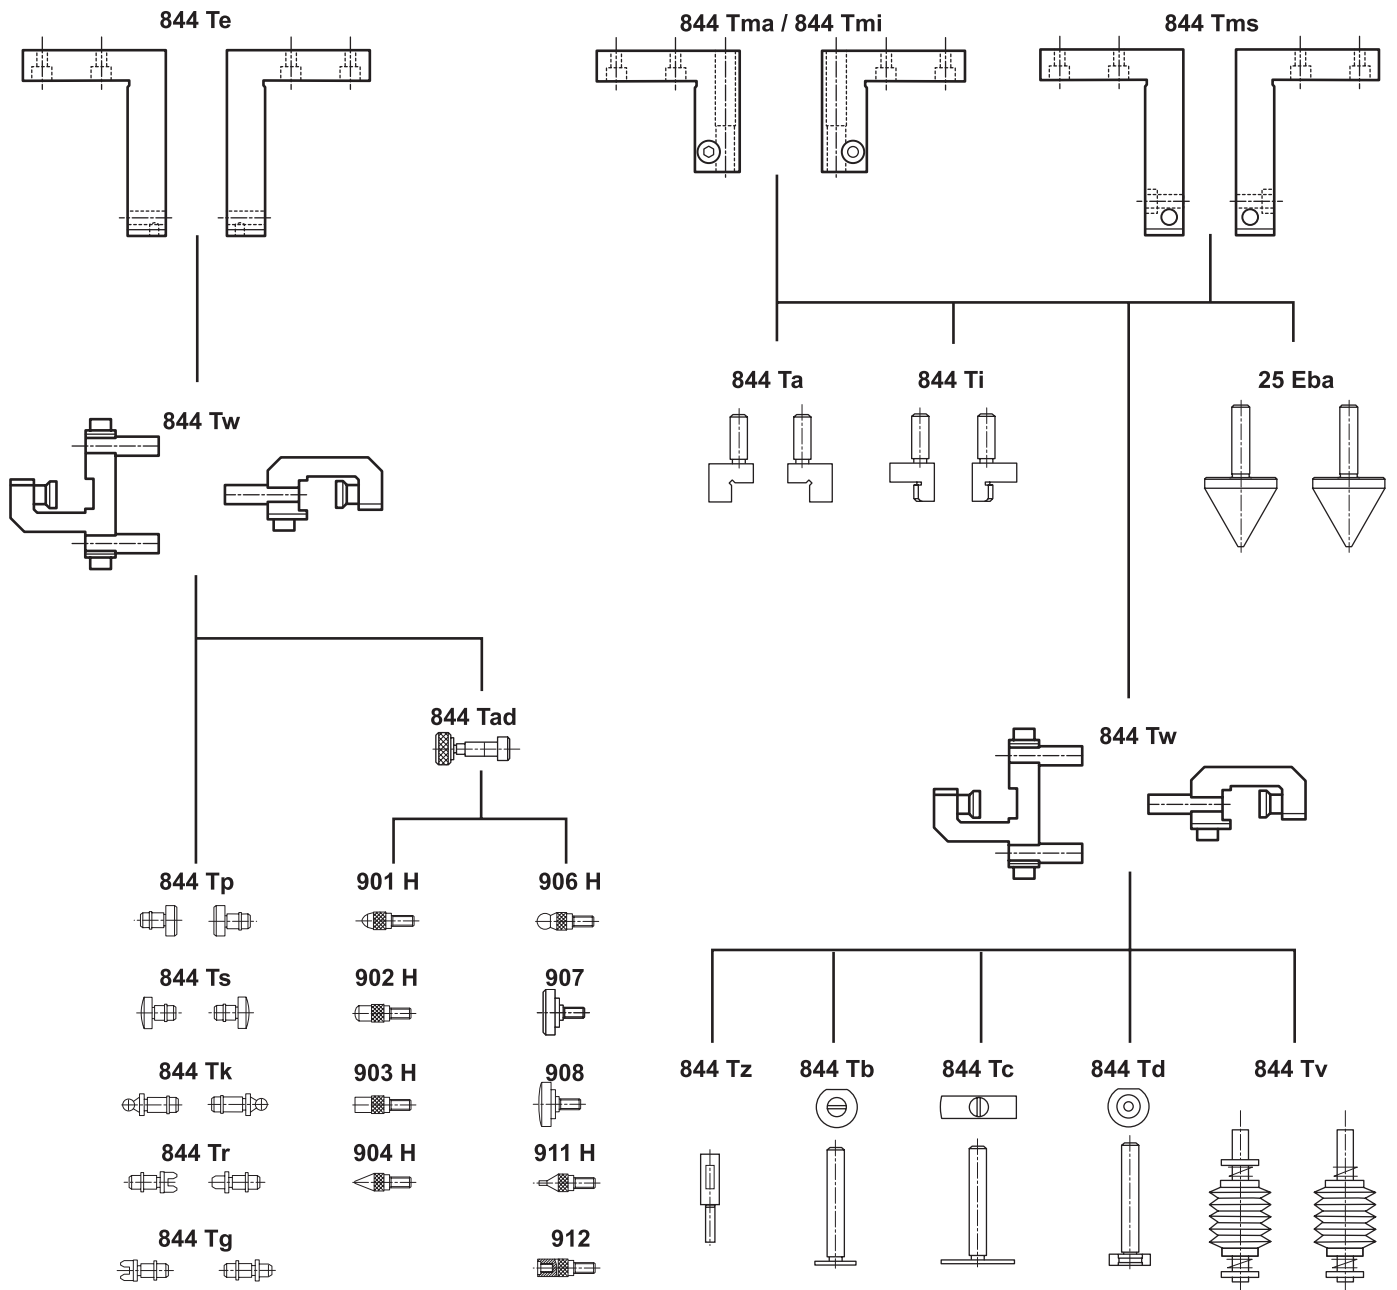 844 Te
844 Tma / 844 Tmi
844 Tms
844 Ta
844 Ti
25 Eba
844 Tw
844 Tad
844 Tw
844 Tp
901 H
906 H
844 Ts
902 H
907
844 Tk
903 H
908
844 Tr
904 H
911 H
844 Tg
912
844 Tz
844 Tb
844 Tc
844 Td
844 Tv